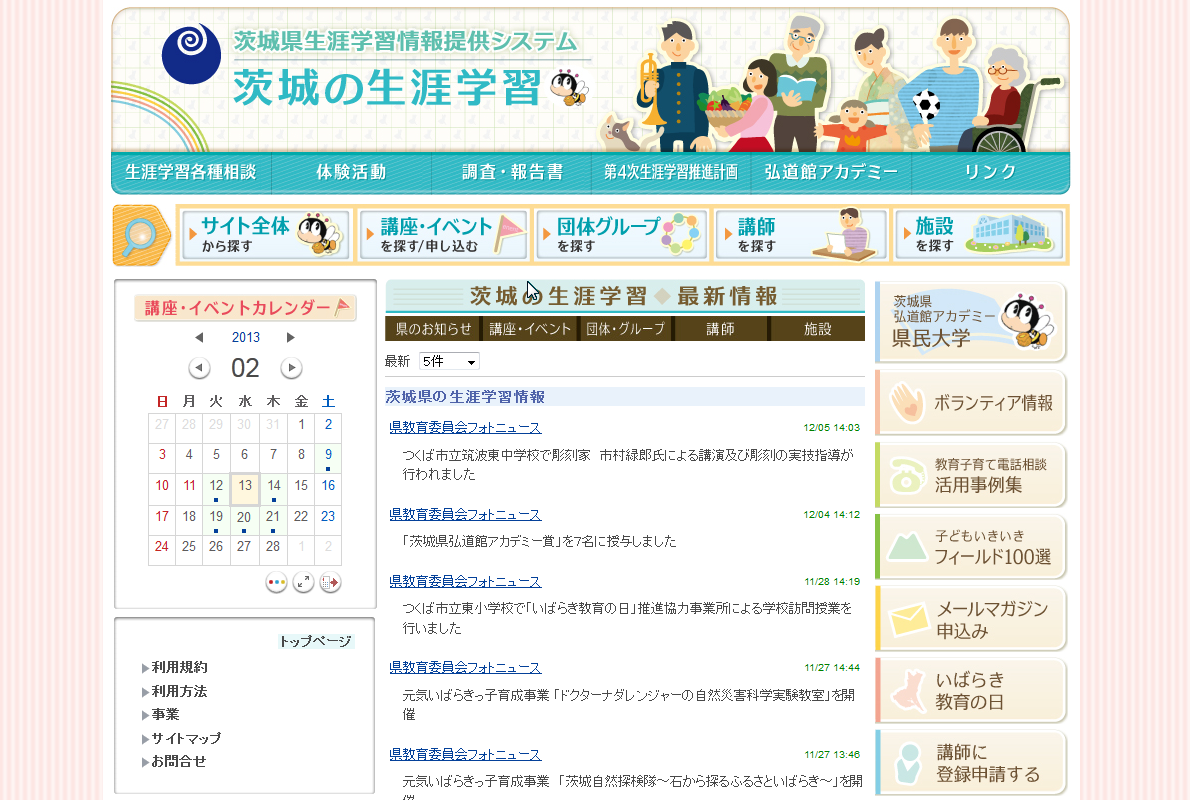 茨城県生涯学習情報提供システム
茨城の生涯学習
生涯学習各種相談 体験活動 調査・報告書 第4次生涯学習推進計画 弘道館アカデミー リンク
サイト全体
から探す
講座・イベント
を探す/申し込む
団体グループ
を探す
講師
を探す
施設
を探す
講座・イベントカレンダー
2013
02
日 月 火 水 木 金 土
27 28 29 30 31 1 2
3 4 5 6 7 8 9
10 11 12 13 14 15 16
17 18 19 20 21 22 23
24 25 26 27 28 1 2
トップページ
利用規約
利用方法
事業
サイトマップ
お問合せ
茨城の生涯学習◆最新情報
県のお知らせ 講座・イベント 団体・グループ 講師 施設
最新 5件
茨城県の生涯学習情報
県教育委員会フォトニュース 12/05 14:03
つくば市立筑波東中学校で彫刻家 市村緑郎氏による講演及び彫刻の実技指導が
行われました
県教育委員会フォトニュース 12/04 14:12
「茨城県弘道館アカデミー賞」を7名に授与しました
県教育委員会フォトニュース 11/28 14:19
つくば市立東小学校で「いばらき教育の日」推進協力事業所による学校訪問授業を
行いました
県教育委員会フォトニュース 11/27 14:44
元気いばらきっ子育成事業 「ドクターナダレンジャーの自然災害科学実験教室」を開
催
県教育委員会フォトニュース 11/27 13:46
元気いばらきっ子育成事業 「茨城自然探検隊～石から探るふるさといばらき～」を開
催
茨城県
弘道館アカデミー
県民大学
ボランティア情報
教育子育て電話相談
活用事例集
子どもいきいき
フィールド100選
メールマガジン
申込み
いばらき
教育の日
講師に
登録申請する